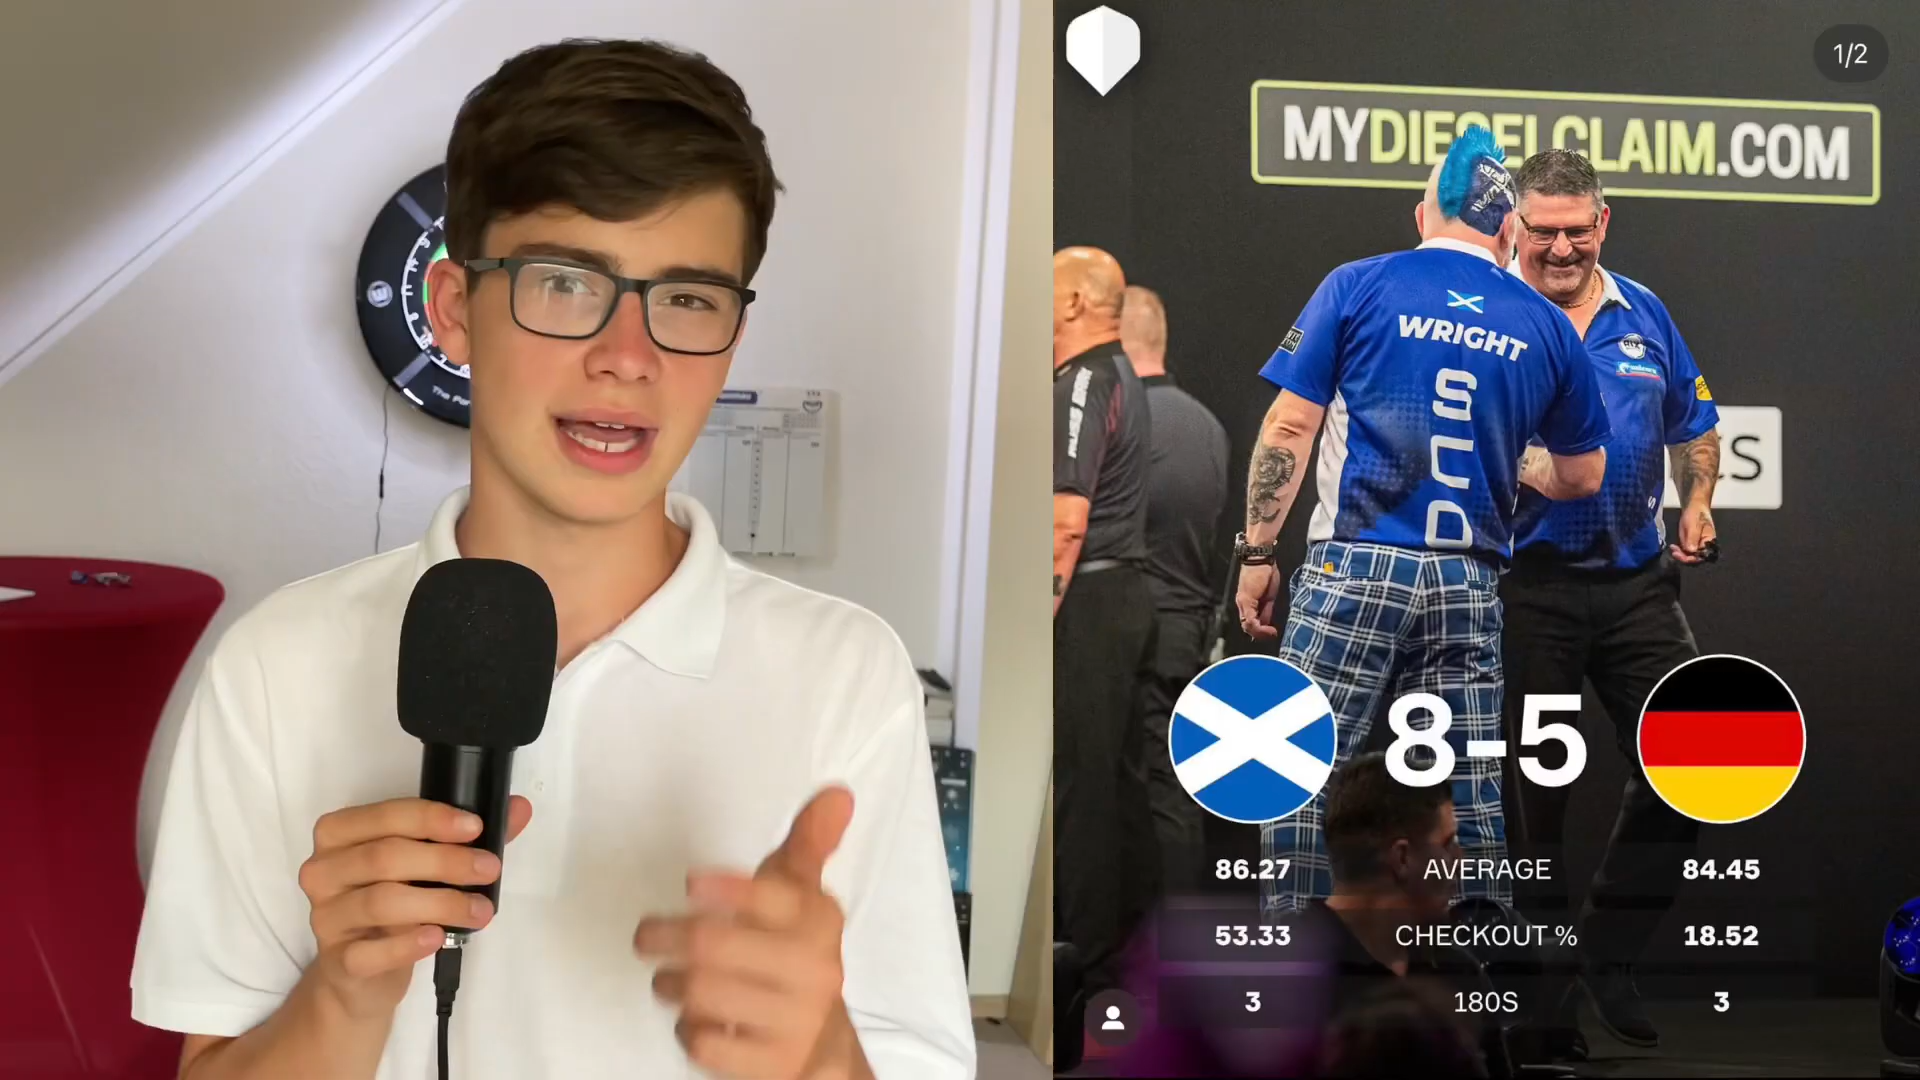 1/2
MYDIESELCLAIM.COM
WRIGHT
SCO
8-5
86.27 AVERAGE 84.45
53.33 CHECKOUT % 18.52
3 180S 3